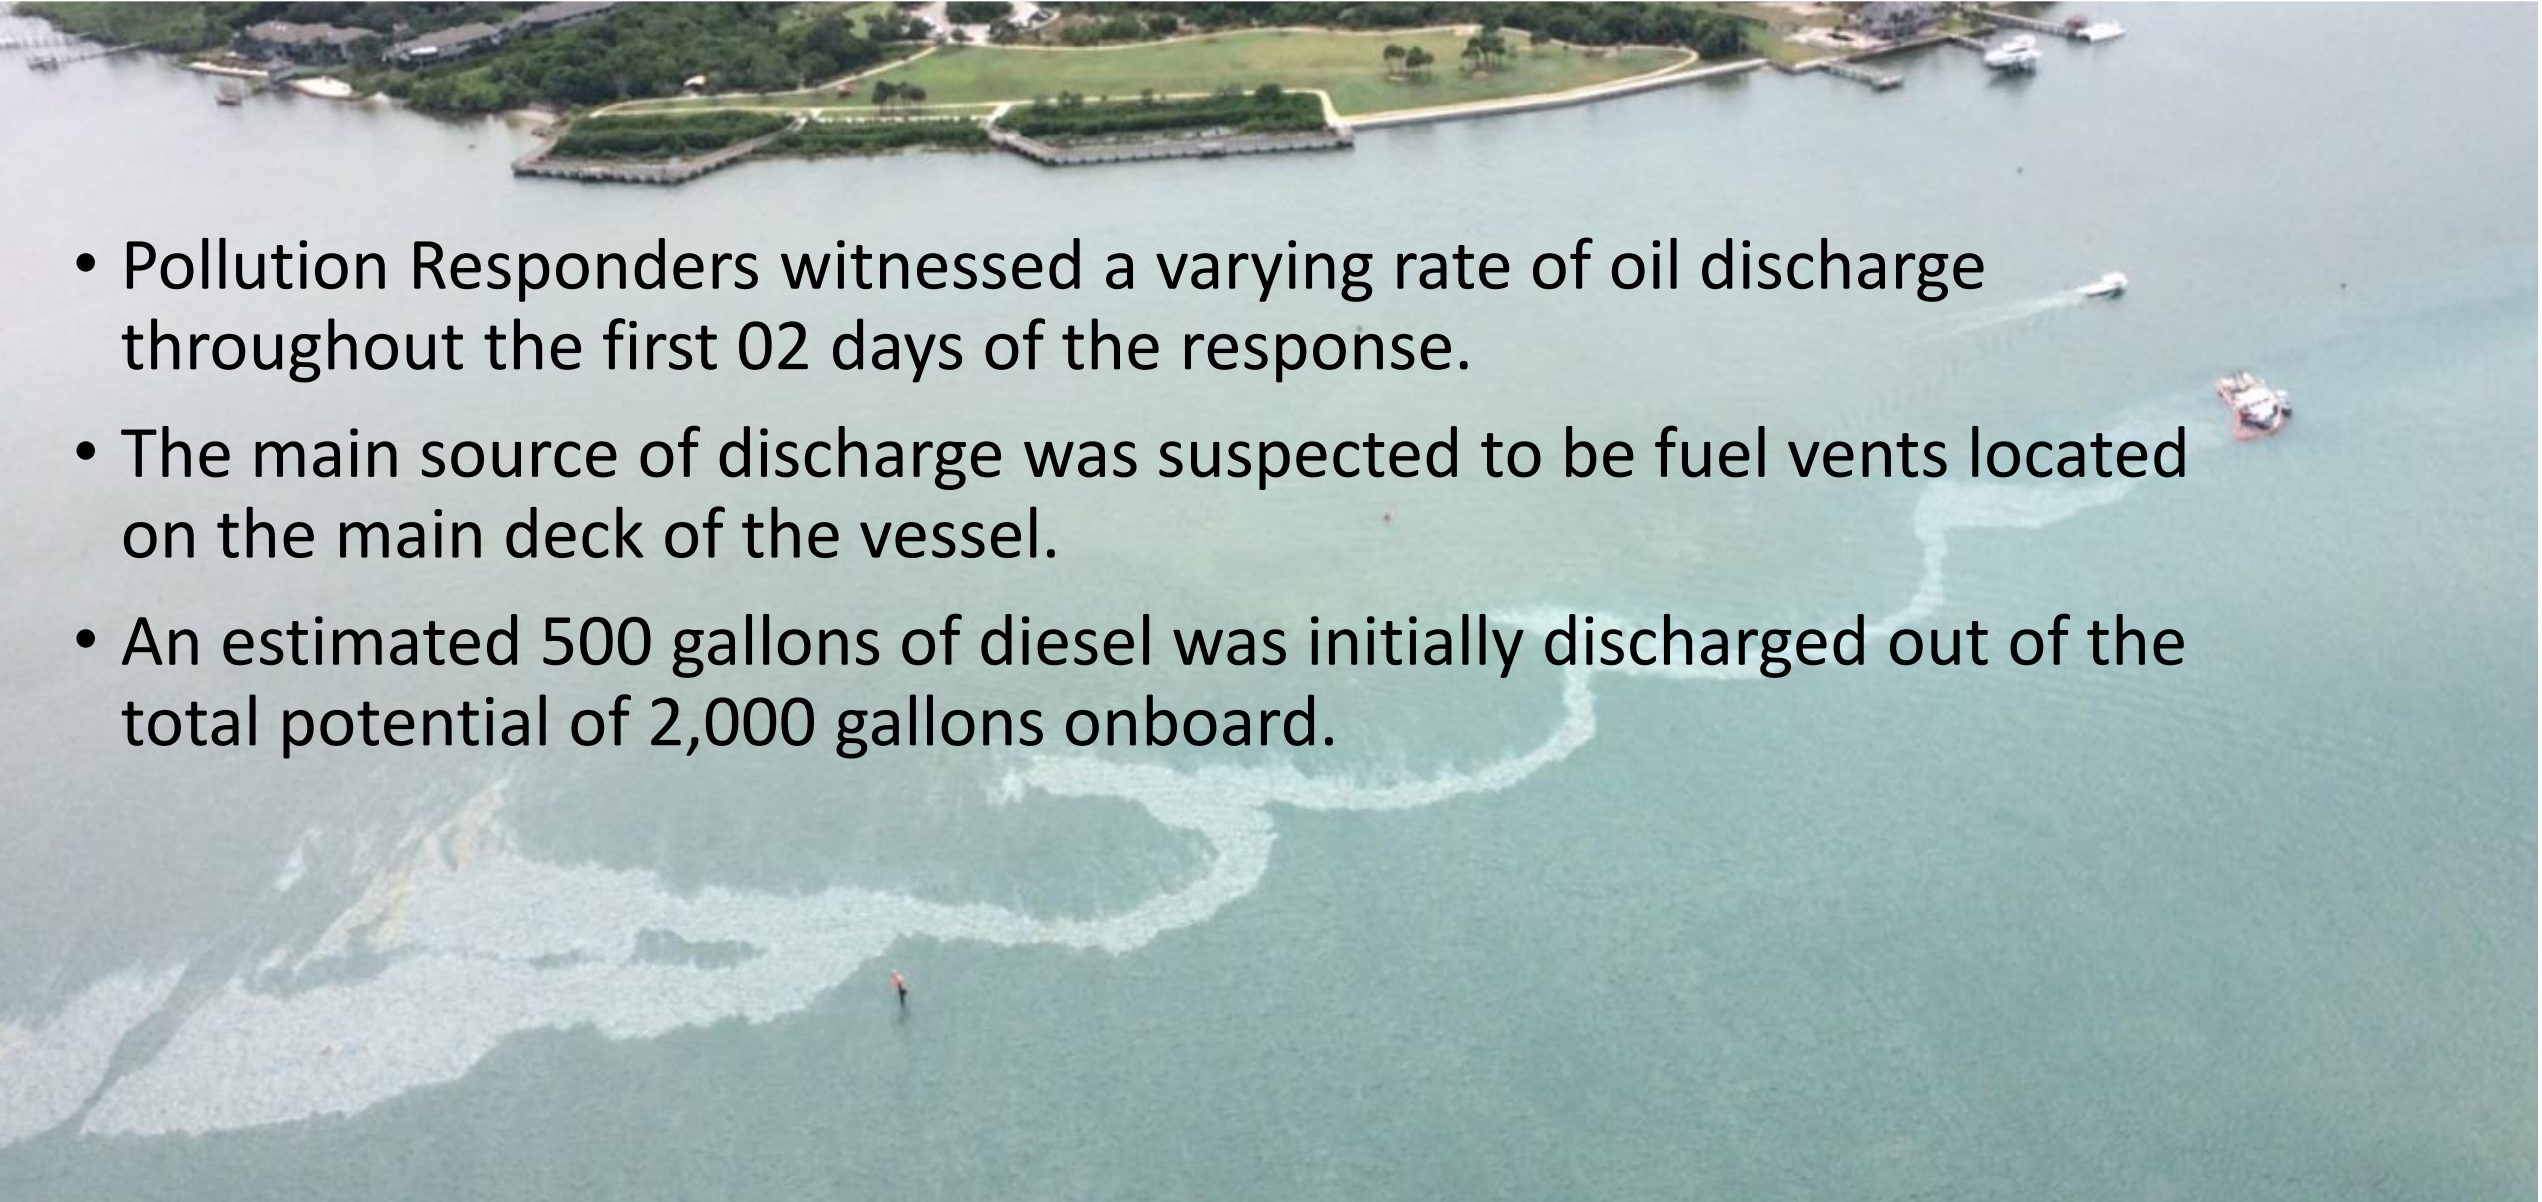 • Pollution Responders witnessed a varying rate of oil discharge
throughout the first 02 days of the response.
• The main source of discharge was suspected to be fuel vents located
on the main deck of the vessel.
• An estimated 500 gallons of diesel was initially discharged out of the
total potential of 2,000 gallons onboard.